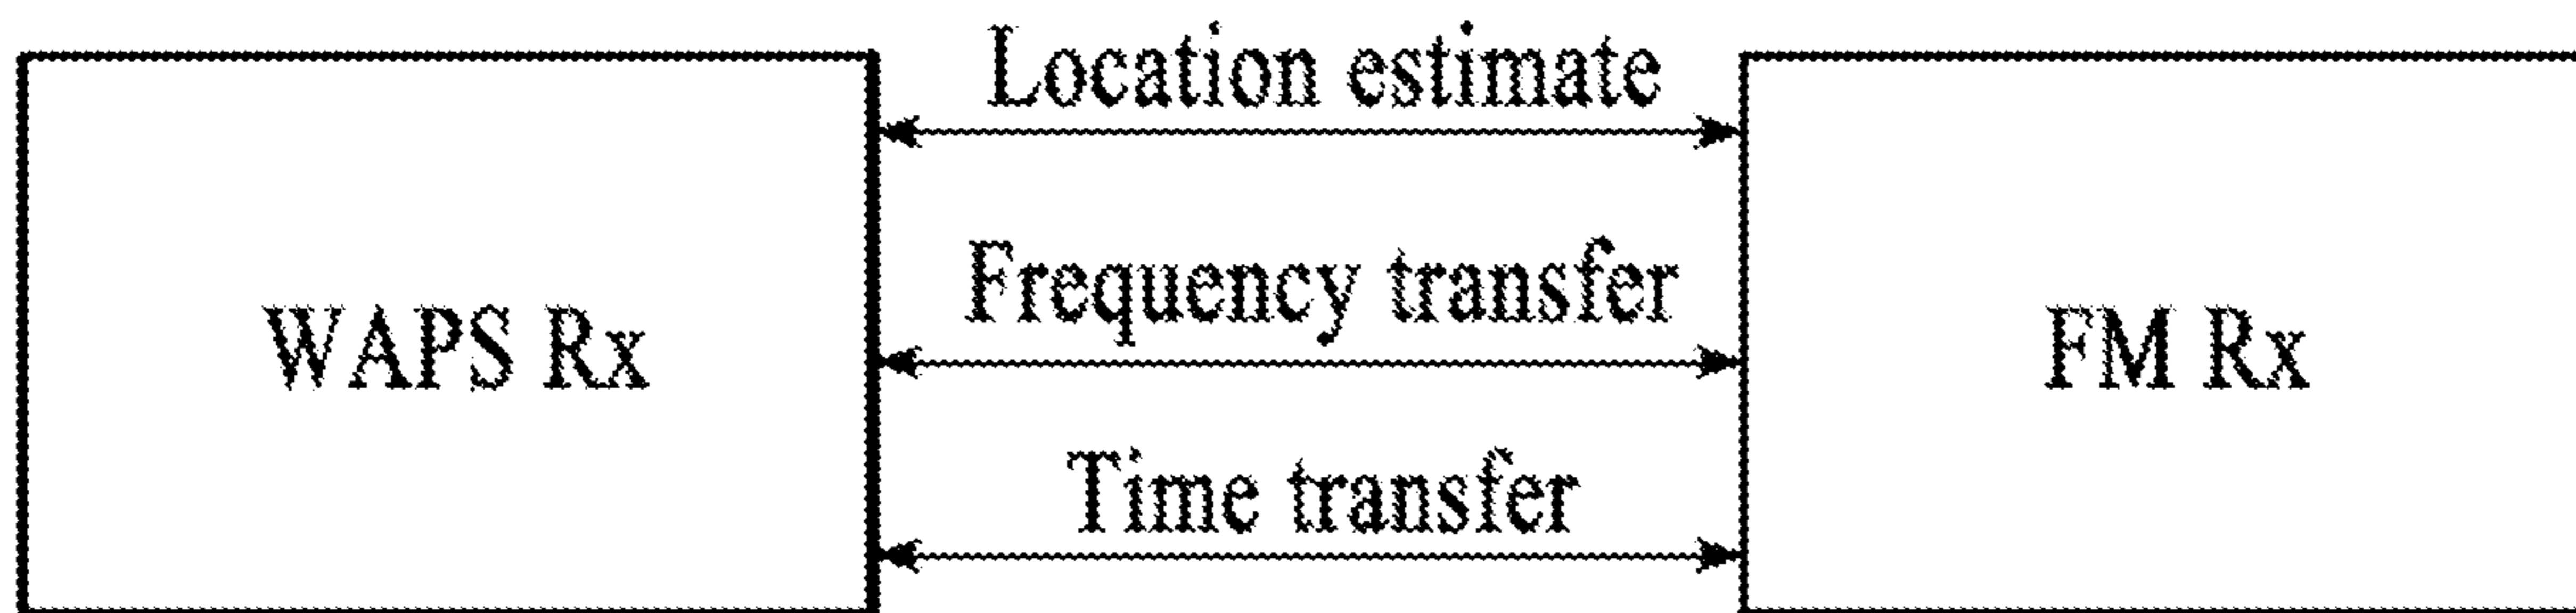 Location estimate
Frequency transfer
WAPS Rx
FM Rx
Time transfer